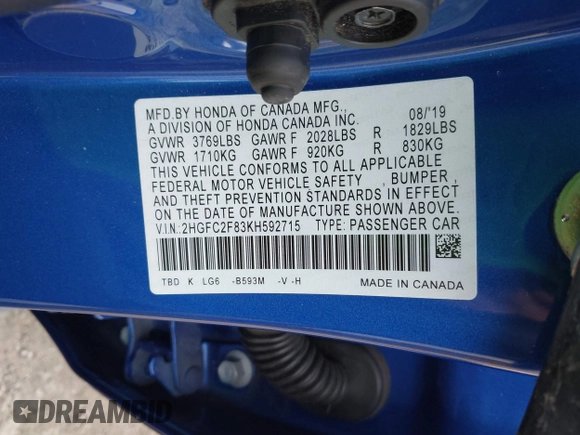 MFD.BY HONDA OF CANADA MFG., 08/'19
A DIVISION OF HONDA CANADA INC.
GVWR 3769LBS GAWR F 2028LBS R 1829LBS
GVWR 1710KG GAWR F 920KG R 830KG
THIS VEHICLE CONFORMS TO ALL APPLICABLE
FEDERAL MOTOR VEHICLE SAFETY , BUMPER ,
AND THEFT PREVENTION STANDARDS IN EFFECT
ON THE DATE OF MANUFACTURE SHOWN ABOVE.
V.I.N:2HGFC2F83KH592715 TYPE: PASSENGER CAR
TBD K LG6 -B593M -V -H MADE IN CANADA
DREAMBID